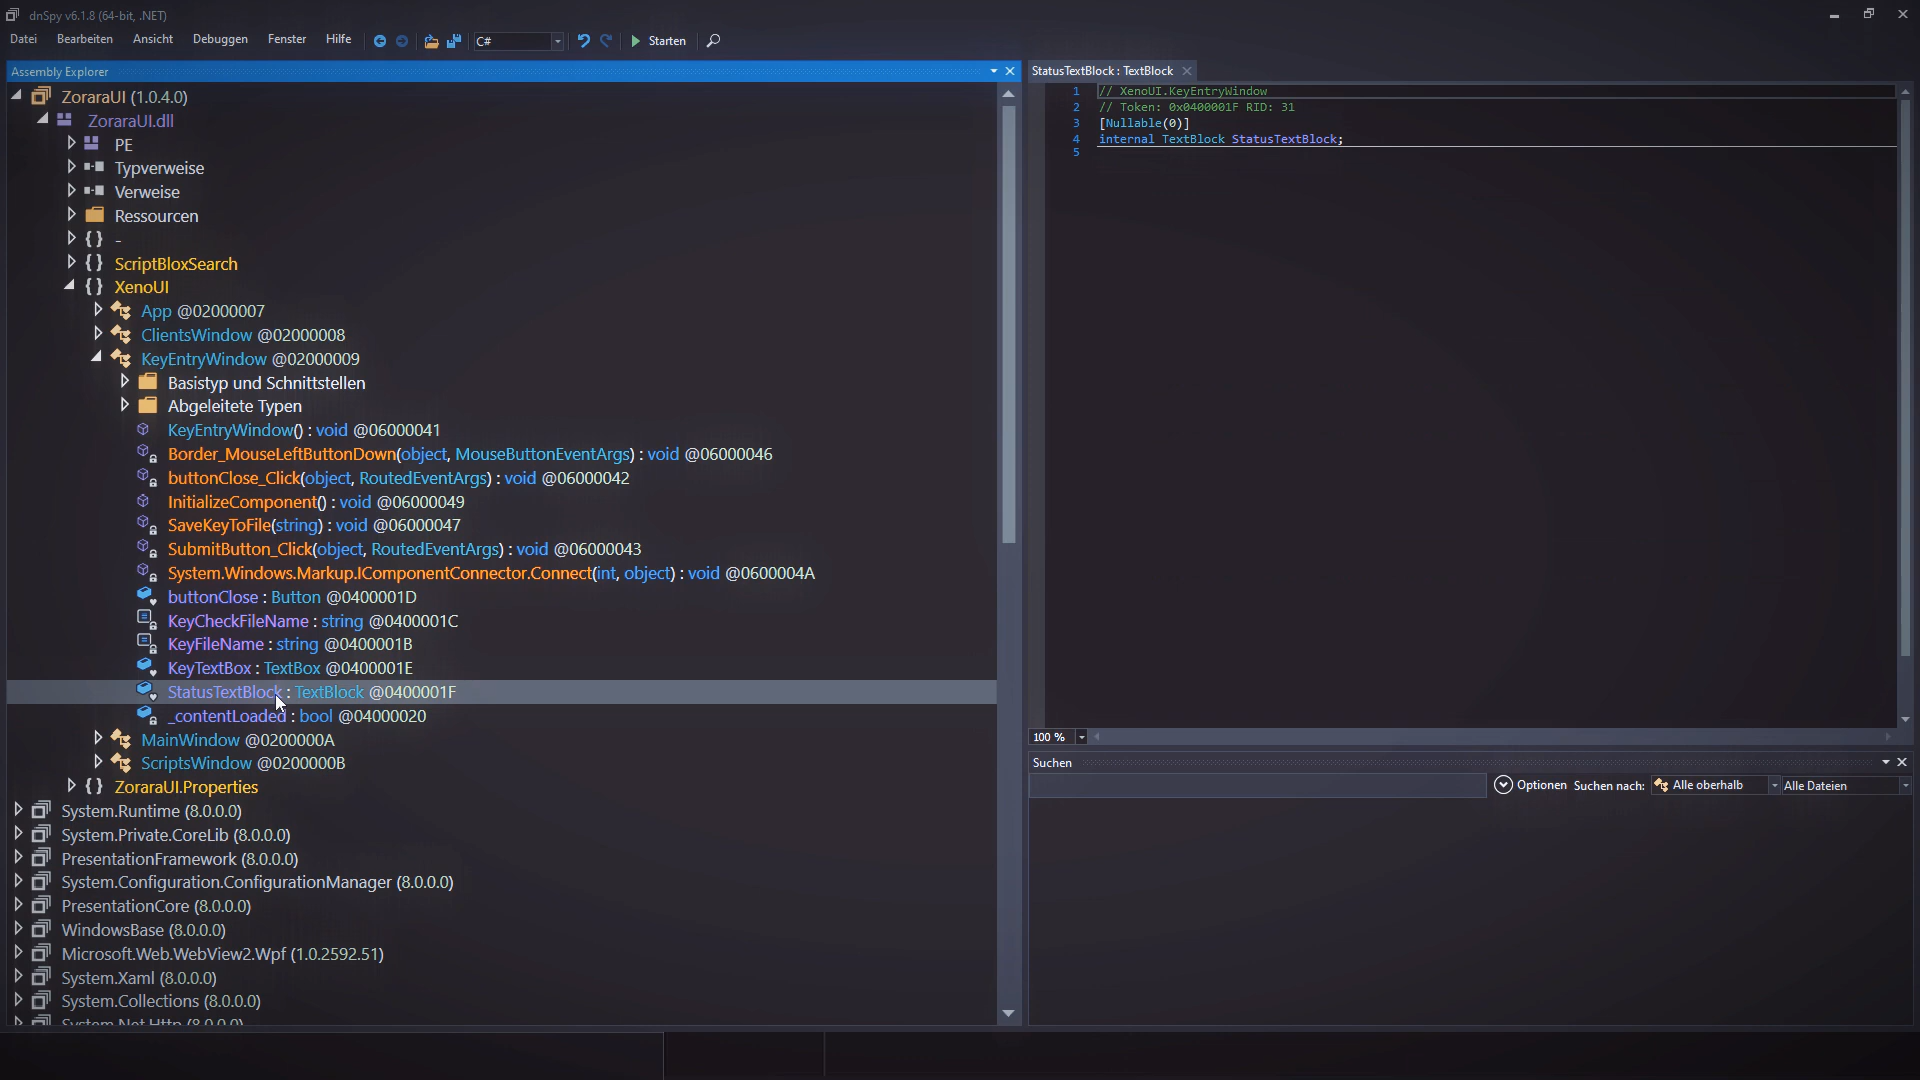 dnSpy v6.1.8 (64-bit, .NET)
Datei Bearbeiten Ansicht Debuggen Fenster Hilfe C# Starten
Assembly Explorer
ZoraraUI (1.0.4.0)
ZoraraUI.dll
PE
Typverweise
Verweise
Ressourcen
{ } -
{ } ScriptBloxSearch
{ } XenoUI
App @02000007
ClientsWindow @02000008
KeyEntryWindow @02000009
Basistyp und Schnittstellen
Abgeleitete Typen
KeyEntryWindow() : void @06000041
Border_MouseLeftButtonDown(object, MouseButtonEventArgs) : void @06000046
buttonClose_Click(object, RoutedEventArgs) : void @06000042
InitializeComponent() : void @06000049
SaveKeyToFile(string) : void @06000047
SubmitButton_Click(object, RoutedEventArgs) : void @06000043
System.Windows.Markup.IComponentConnector.Connect(int, object) : void @0600004A
buttonClose : Button @0400001D
KeyCheckFileName : string @0400001C
KeyFileName : string @0400001B
KeyTextBox : TextBox @0400001E
StatusTextBlock : TextBlock @0400001F
_contentLoaded : bool @04000020
MainWindow @0200000A
ScriptsWindow @0200000B
{ } ZoraraUI.Properties
System.Runtime (8.0.0.0)
System.Private.CoreLib (8.0.0.0)
PresentationFramework (8.0.0.0)
System.Configuration.ConfigurationManager (8.0.0.0)
PresentationCore (8.0.0.0)
WindowsBase (8.0.0.0)
Microsoft.Web.WebView2.Wpf (1.0.2592.51)
System.Xaml (8.0.0.0)
System.Collections (8.0.0.0)
System.Net.Http (8.0.0.0)
StatusTextBlock : TextBlock
1 // XenoUI.KeyEntryWindow
2 // Token: 0x0400001F RID: 31
3 [Nullable(0)]
4 internal TextBlock StatusTextBlock;
5
100 %
Suchen
Optionen Suchen nach: Alle oberhalb Alle Dateien